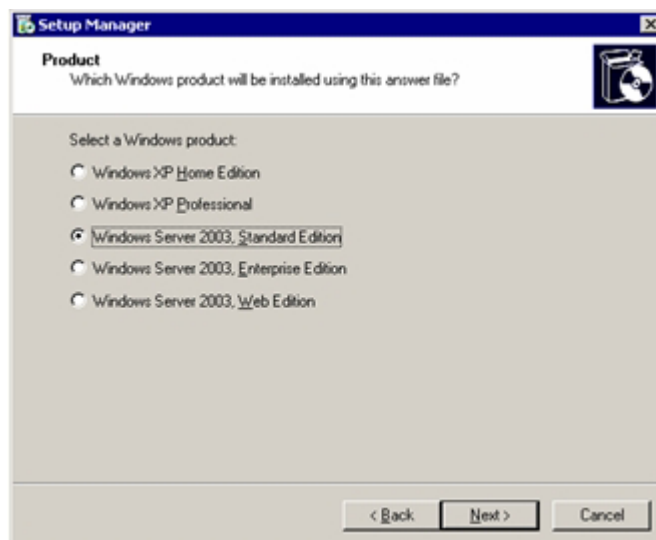 Setup Manager
Product
Which Windows product will be installed using this answer file?
Select a Windows product:
Windows XP Home Edition
Windows XP Professional
Windows Server 2003, Standard Edition
Windows Server 2003, Enterprise Edition
Windows Server 2003, Web Edition
< Back
Next >
Cancel